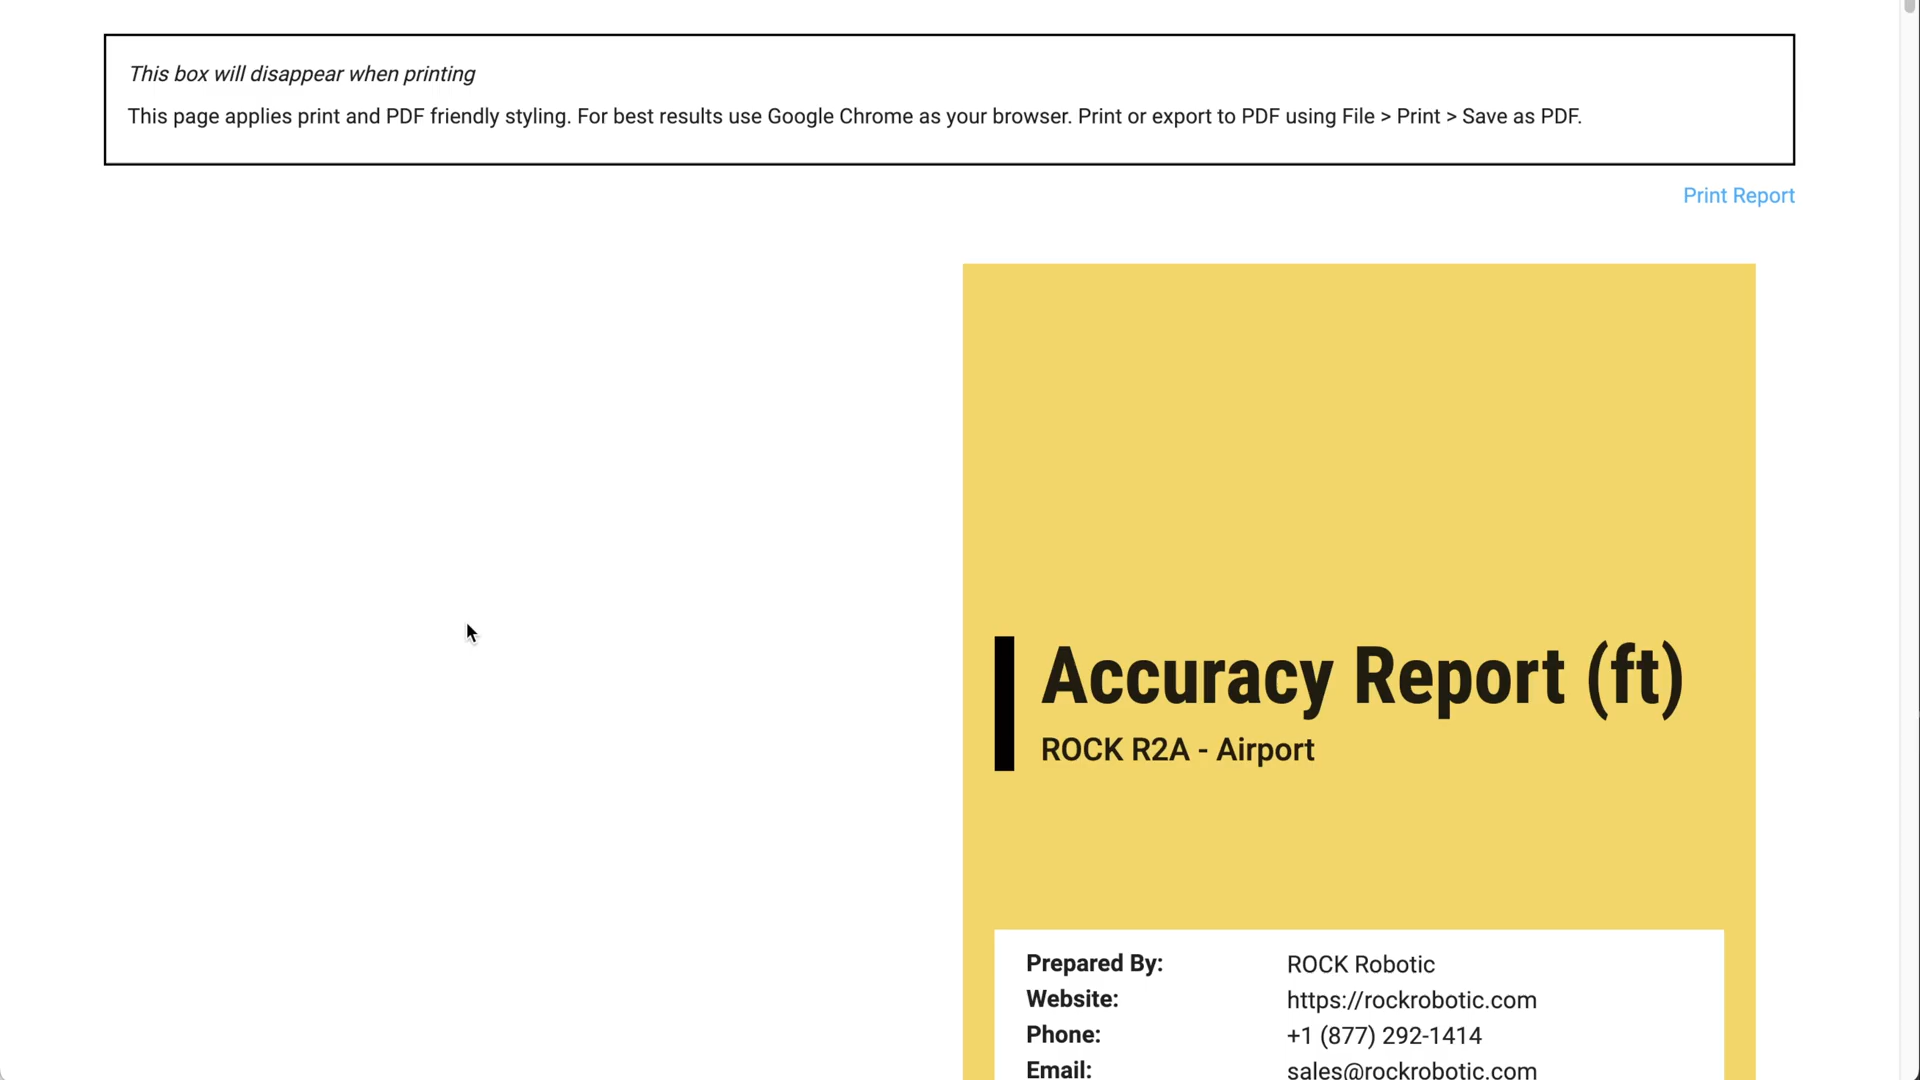 This box will disappear when printing
This page applies print and PDF friendly styling. For best results use Google Chrome as your browser. Print or export to PDF using File > Print > Save as PDF.
Print Report
Accuracy Report (ft)
ROCK R2A - Airport
Prepared By: ROCK Robotic
Website: https://rockrobotic.com
Phone: +1 (877) 292-1414
Email: sales@rockrobotic.com